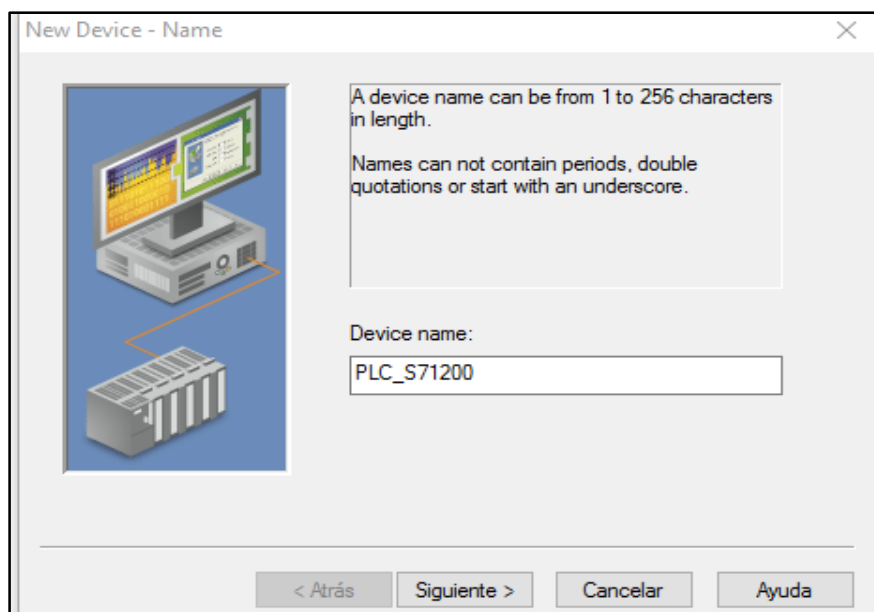 New Device - Name
A device name can be from 1 to 256 characters
in length.
Names can not contain periods, double
quotations or start with an underscore.
Device name:
PLC_S71200
< Atrás
Siguiente >
Cancelar
Ayuda